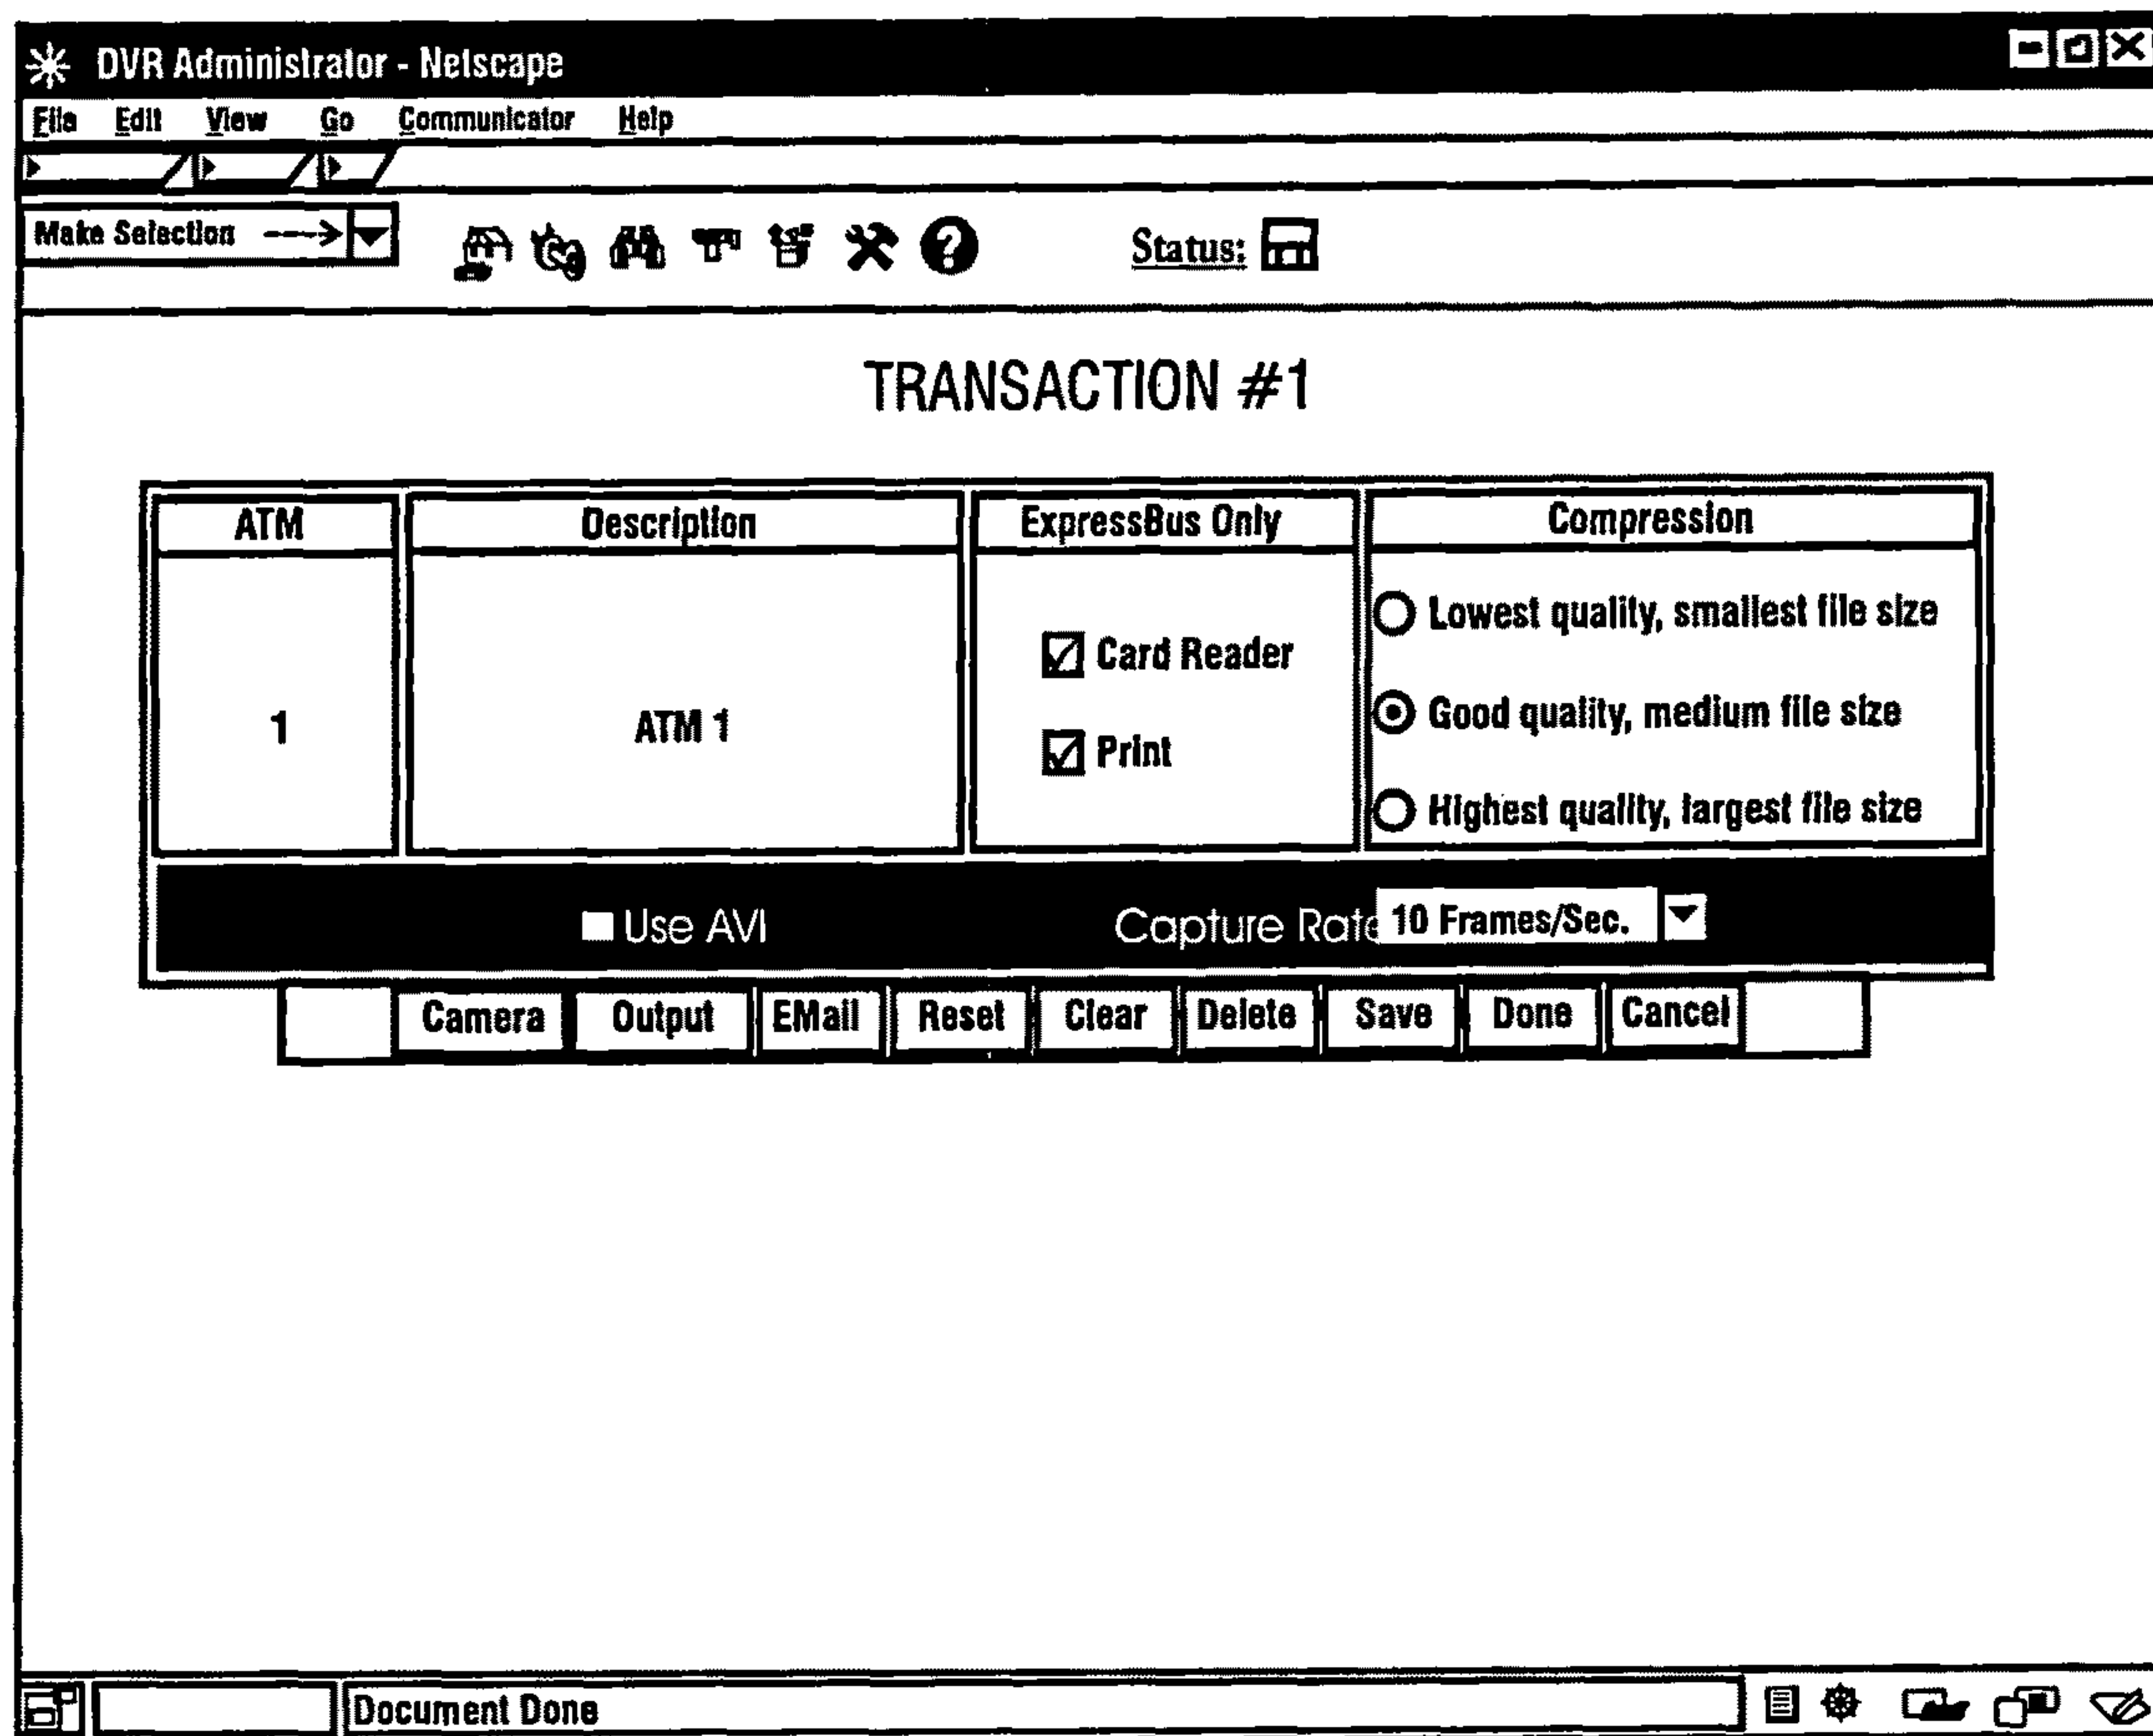 DVR Administrator - Netscape
File Edit View Go Communicator Help
Make Selection Status:
TRANSACTION #1
ATM Description ExpressBus Only Compression
Lowest quality, smallest file size
Card Reader
1 ATM 1 Good quality, medium file size
Print
Highest quality, largest file size
Use AVI Capture Rate 10 Frames/Sec.
Camera Output EMail Reset Clear Delete Save Done Cancel
Document Done